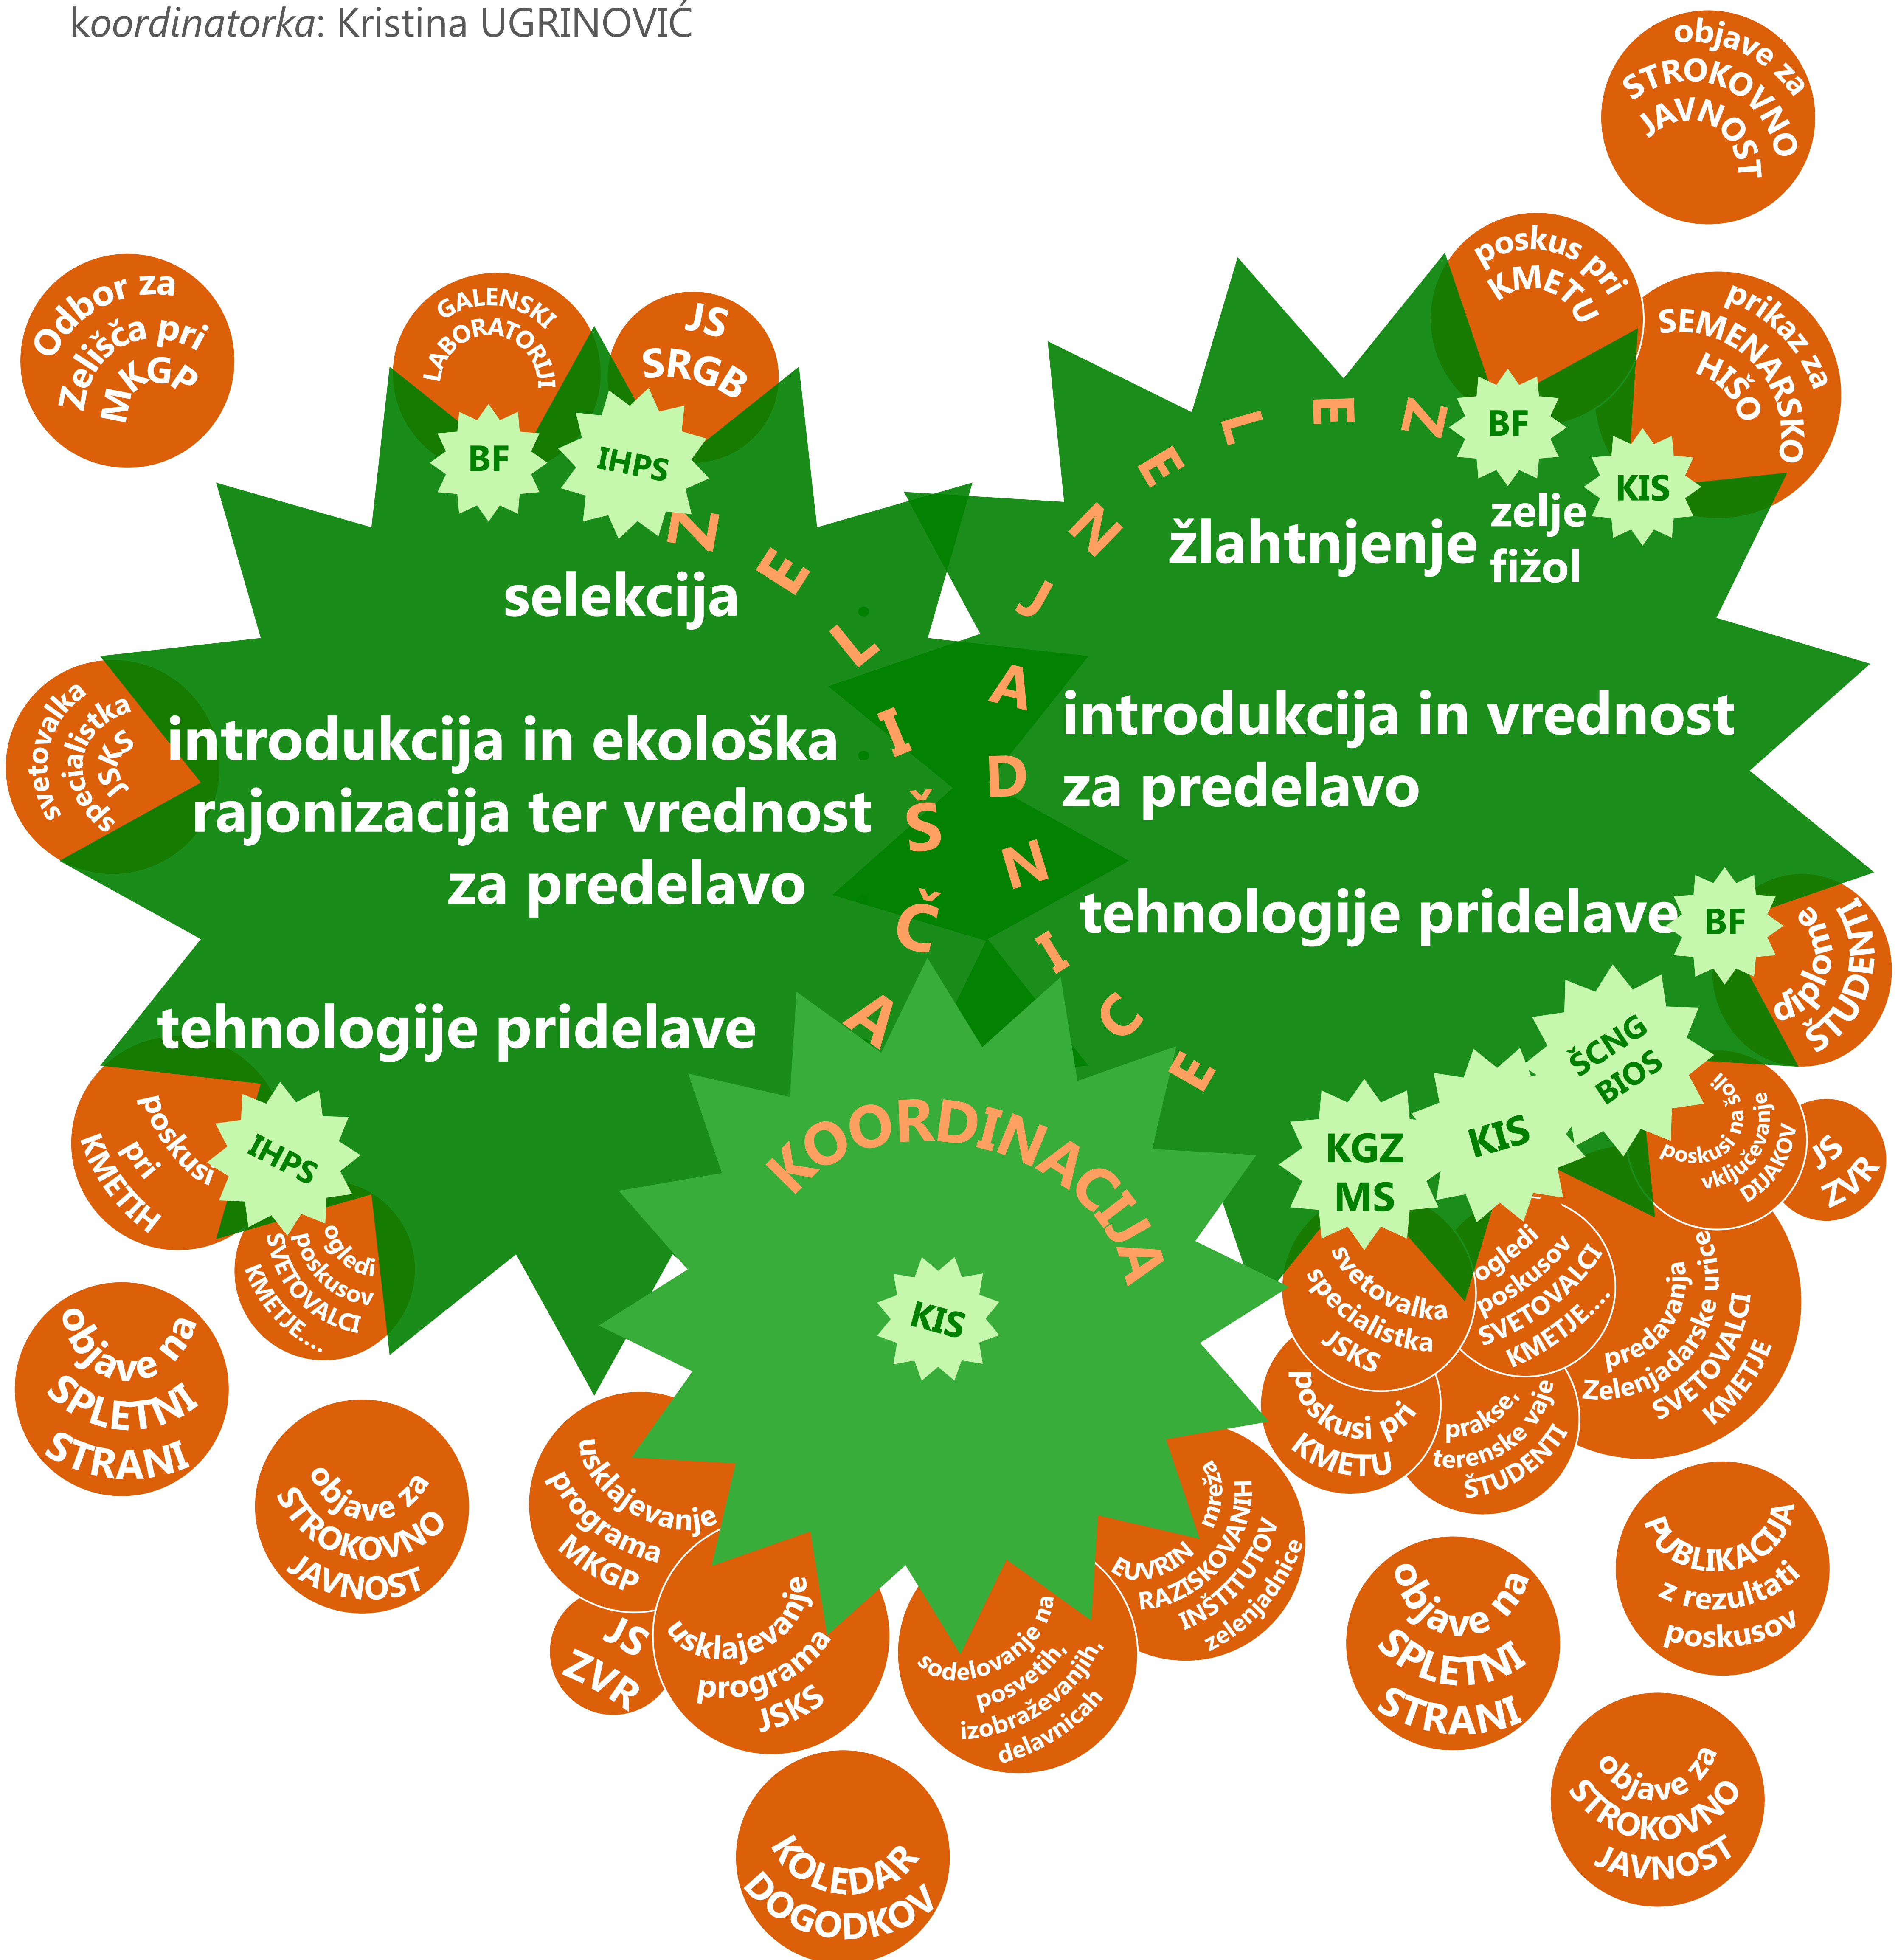 koordinatorka: Kristina UGRINOVIĆ
objave za
STROKOVNO
JAVNOST
Odbor za
Zelišča pri
MKGP
GALENSKI
LABORATORIJI
JS
SRGB
poskus pri
KMETU
prikaz za
SEMENARSKO
HIŠO
BF
IHPS
BF
KIS
ZELIŠČA
selekcija
introdukcija in ekološka
rajonizacija ter vrednost
za predelavo
tehnologije pridelave
svetovalka
specialistka
JSKS
ZELENJADNICE
žlahtnjenje
zelje
fižol
introdukcija in vrednost
za predelavo
tehnologije pridelave
BF
diplome
ŠTUDENTI
ŠCNG
BIOS
KIS
KGZ
MS
poskusi na šoli
vključevanje
DIJAKOV
JS
ZVR
poskusi
pri
KMETIH
IHPS
ogledi
poskusov
SVETOVALCI
KMETJE....
KOORDINACIJA
KIS
svetovalka
specialistka
JSKS
ogledi
poskusov
SVETOVALCI
KMETJE....
predavanja
Zelenjadarske urice
SVETOVALCI
KMETJE
poskusi pri
KMETU
prakse,
terenske vaje
ŠTUDENTI
objave na
SPLETNI
STRANI
objave za
STROKOVNO
JAVNOST
usklajevanje
programa
MKGP
JS
ZVR
usklajevanje
programa
JSKS
sodelovanje na
posvetih,
izobraževanjih,
delavnicah
mreža
EUVRIN
RAZISKOVANIH
INŠTITUTOV
zelenjadnice
objave na
SPLETNI
STRANI
PUBLIKACIJA
z rezultati
poskusov
objave za
STROKOVNO
JAVNOST
KOLEDAR
DOGODKOV